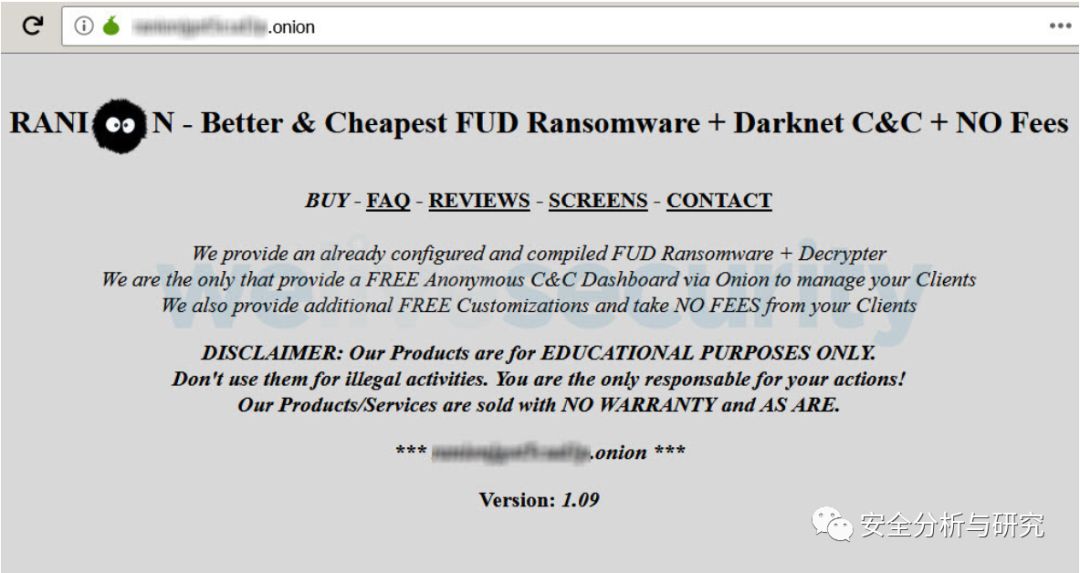 .onion
RANI N - Better & Cheapest FUD Ransomware + Darknet C&C + NO Fees
BUY - FAQ - REVIEWS - SCREENS - CONTACT
We provide an already configured and compiled FUD Ransomware + Decrypter
We are the only that provide a FREE Anonymous C&C Dashboard via Onion to manage your Clients
We also provide additional FREE Customizations and take NO FEES from your Clients
welivesecurity
DISCLAIMER: Our Products are for EDUCATIONAL PURPOSES ONLY.
Don't use them for illegal activities. You are the only responsable for your actions!
Our Products/Services are sold with NO WARRANTY and AS ARE.
*** .onion ***
Version: 1.09
安全分析与研究